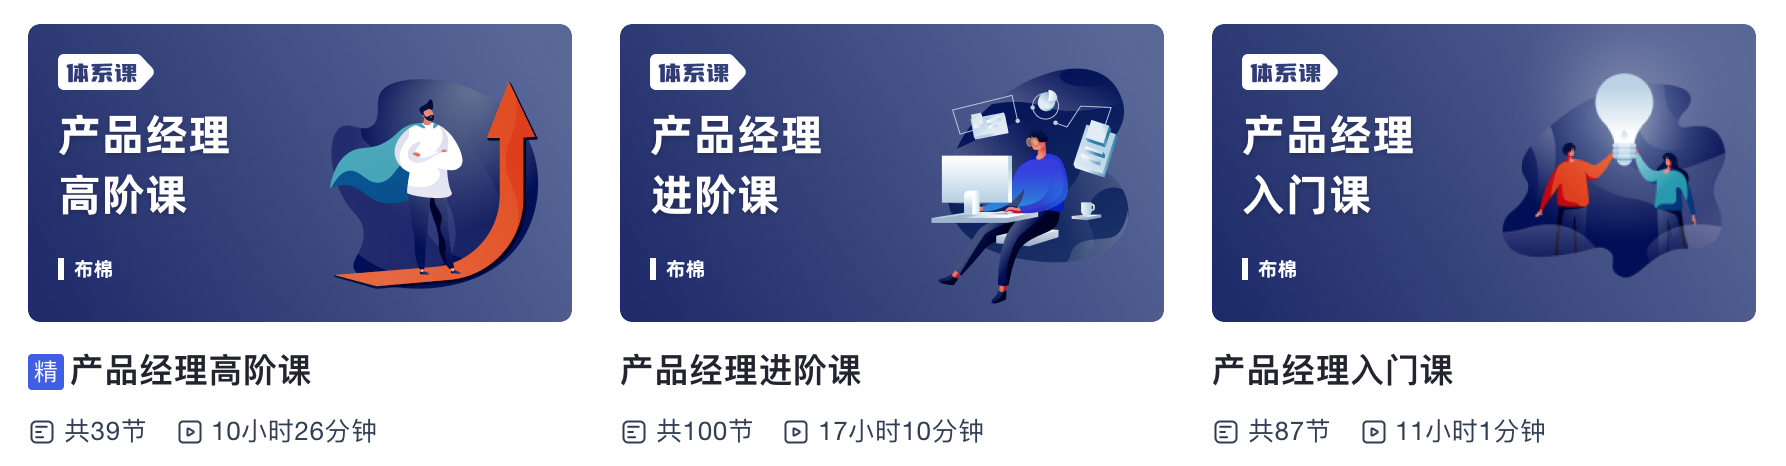 体系课
产品经理
高阶课
布棉
精 产品经理高阶课
共39节 10小时26分钟
体系课
产品经理
进阶课
布棉
产品经理进阶课
共100节 17小时10分钟
体系课
产品经理
入门课
布棉
产品经理入门课
共87节 11小时1分钟